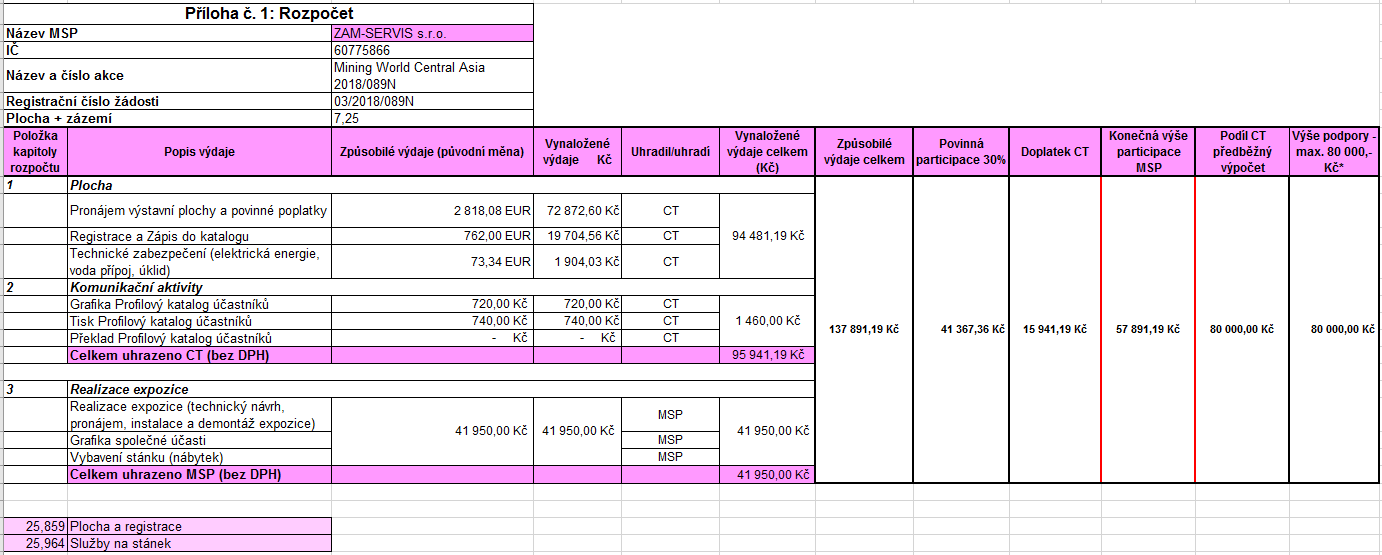 Příloha č. 1: Rozpočet
Název MSP ZAM-SERVIS s.r.o.
IČ 60775866
Název a číslo akce Mining World Central Asia
2018/089N
Registrační číslo žádosti 03/2018/089N
Plocha + zázemí 7,25
Položka
kapitoly
rozpočtu
Popis výdaje
Způsobilé výdaje (původní měna)
Vynaložené
výdaje Kč
Uhradil/uhradí
Vynaložené
výdaje celkem
(Kč)
Způsobilé
výdaje celkem
Povinná
participace 30%
Doplatek CT
Konečná výše
participace
MSP
Podíl CT
předběžný
výpočet
Výše podpory -
max. 80 000,-
Kč*
1 Plocha
Pronájem výstavní plochy a povinné poplatky 2 818,08 EUR 72 872,60 Kč CT
Registrace a Zápis do katalogu 762,00 EUR 19 704,56 Kč CT 94 481,19 Kč
Technické zabezpečení (elektrická energie,
voda přípoj, úklid) 73,34 EUR 1 904,03 Kč CT
2 Komunikační aktivity
Grafika Profilový katalog účastníků 720,00 Kč 720,00 Kč CT
Tisk Profilový katalog účastníků 740,00 Kč 740,00 Kč CT 1 460,00 Kč
Překlad Profilový katalog účastníků - Kč - Kč CT
137 891,19 Kč 41 367,36 Kč 15 941,19 Kč 57 891,19 Kč 80 000,00 Kč 80 000,00 Kč
Celkem uhrazeno CT (bez DPH) 95 941,19 Kč
3 Realizace expozice
Realizace expozice (technický návrh,
pronájem, instalace a demontáž expozice) MSP
41 950,00 Kč 41 950,00 Kč 41 950,00 Kč
Grafika společné účasti MSP
Vybavení stánku (nábytek) MSP
Celkem uhrazeno MSP (bez DPH) 41 950,00 Kč
25,859 Plocha a registrace
25,964 Služby na stánek